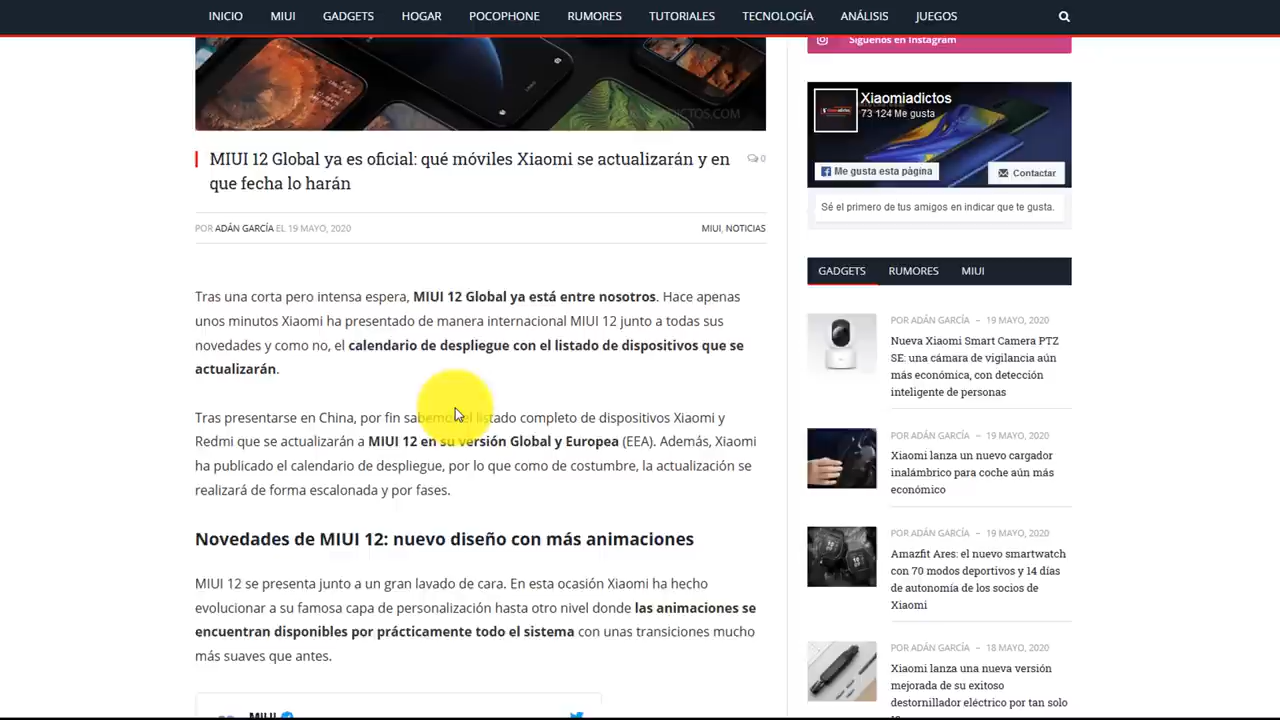 INICIO MIUI GADGETS HOGAR POCOPHONE RUMORES TUTORIALES TECNOLOGÍA ANÁLISIS JUEGOS
MIUI 12 Global ya es oficial: qué móviles Xiaomi se actualizarán y en
que fecha lo harán
0
POR ADÁN GARCÍA EL 19 MAYO, 2020
MIUI, NOTICIAS
Tras una corta pero intensa espera, MIUI 12 Global ya está entre nosotros. Hace apenas
unos minutos Xiaomi ha presentado de manera internacional MIUI 12 junto a todas sus
novedades y como no, el calendario de despliegue con el listado de dispositivos que se
actualizarán.
Tras presentarse en China, por fin sabemos el listado completo de dispositivos Xiaomi y
Redmi que se actualizarán a MIUI 12 en su versión Global y Europea (EEA). Además, Xiaomi
ha publicado el calendario de despliegue, por lo que como de costumbre, la actualización se
realizará de forma escalonada y por fases.
Novedades de MIUI 12: nuevo diseño con más animaciones
MIUI 12 se presenta junto a un gran lavado de cara. En esta ocasión Xiaomi ha hecho
evolucionar a su famosa capa de personalización hasta otro nivel donde las animaciones se
encuentran disponibles por prácticamente todo el sistema con unas transiciones mucho
más suaves que antes.
MIUI
Síguenos en Instagram
Xiaomiadictos
73 124 Me gusta
Me gusta esta página
Contactar
Sé el primero de tus amigos en indicar que te gusta.
GADGETS RUMORES MIUI
POR ADÁN GARCÍA – 19 MAYO, 2020
Nueva Xiaomi Smart Camera PTZ
SE: una cámara de vigilancia aún
más económica, con detección
inteligente de personas
POR ADÁN GARCÍA – 19 MAYO, 2020
Xiaomi lanza un nuevo cargador
inalámbrico para coche aún más
económico
POR ADÁN GARCÍA – 19 MAYO, 2020
Amazfit Ares: el nuevo smartwatch
con 70 modos deportivos y 14 días
de autonomía de los socios de
Xiaomi
POR ADÁN GARCÍA – 18 MAYO, 2020
Xiaomi lanza una nueva versión
mejorada de su exitoso
destornillador eléctrico por tan solo